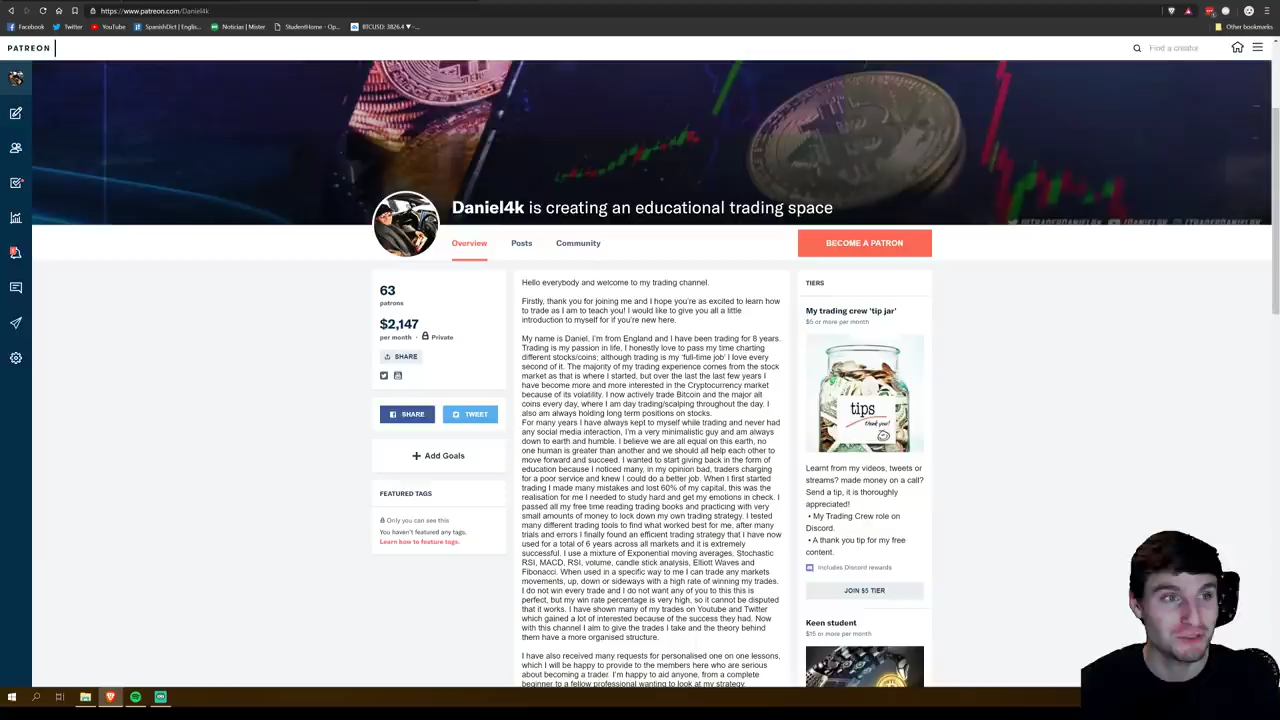 https://www.patreon.com/Daniel4k
Facebook
Twitter
YouTube
SpanishDict | Englis...
Noticias | Mister
StudentHome - Op...
BTCUSD: 3826.4 ▼ -...
Other bookmarks
PATREON
Find a creator
Daniel4k is creating an educational trading space
Overview
Posts
Community
BECOME A PATRON
63
patrons
$2,147
per month · Private
SHARE
SHARE
TWEET
+ Add Goals
FEATURED TAGS
Only you can see this
You haven't featured any tags.
Learn how to feature tags.
Hello everybody and welcome to my trading channel.
Firstly, thank you for joining me and I hope you're as excited to learn how
to trade as I am to teach you! I would like to give you all a little
introduction to myself for if you're new here.
My name is Daniel, I'm from England and I have been trading for 8 years.
Trading is my passion in life, I honestly love to pass my time charting
different stocks/coins; although trading is my 'full-time job' I love every
second of it. The majority of my trading experience comes from the stock
market as that is where I started, but over the last the last few years I
have become more and more interested in the Cryptocurrency market
because of its volatility. I now actively trade Bitcoin and the major alt
coins every day, where I am day trading/scalping throughout the day. I
also am always holding long term positions on stocks.
For many years I have always kept to myself while trading and never had
any social media interaction, I'm a very minimalistic guy and am always
down to earth and humble. I believe we are all equal on this earth, no
one human is greater than another and we should all help each other to
move forward and succeed. I wanted to start giving back in the form of
education because I noticed many, in my opinion bad, traders charging
for a poor service and knew I could do a better job. When I first started
trading I made many mistakes and lost 60% of my capital, this was the
realisation for me I needed to study hard and get my emotions in check. I
passed all my free time reading trading books and practicing with very
small amounts of money to lock down my own trading strategy. I tested
many different trading tools to find what worked best for me, after many
trials and errors I finally found an efficient trading strategy that I have now
used for a total of 6 years across all markets and it is extremely
successful. I use a mixture of Exponential moving averages, Stochastic
RSI, MACD, RSI, volume, candle stick analysis, Elliott Waves and
Fibonacci. When used in a specific way to me I can trade any markets
movements, up, down or sideways with a high rate of winning my trades.
I do not win every trade and I do not want any of you to this this is
perfect, but my win rate percentage is very high, so it cannot be disputed
that it works. I have shown many of my trades on Youtube and Twitter
which gained a lot of interested because of the success they had. Now
with this channel I aim to give the trades I take and the theory behind
them have a more organised structure.
I have also received many requests for personalised one on one lessons,
which I will be happy to provide to the members here who are serious
about becoming a trader. I'm happy to aid anyone, from a complete
beginner to a fellow professional wanting to look at my strategy.
TIERS
My trading crew 'tip jar'
$5 or more per month
tips
thank you!
Learnt from my videos, tweets or
streams? made money on a call?
Send a tip, it is thoroughly
appreciated!
• My Trading Crew role on
Discord.
• A thank you tip for my free
content.
Includes Discord rewards
JOIN $5 TIER
Keen student
$15 or more per month